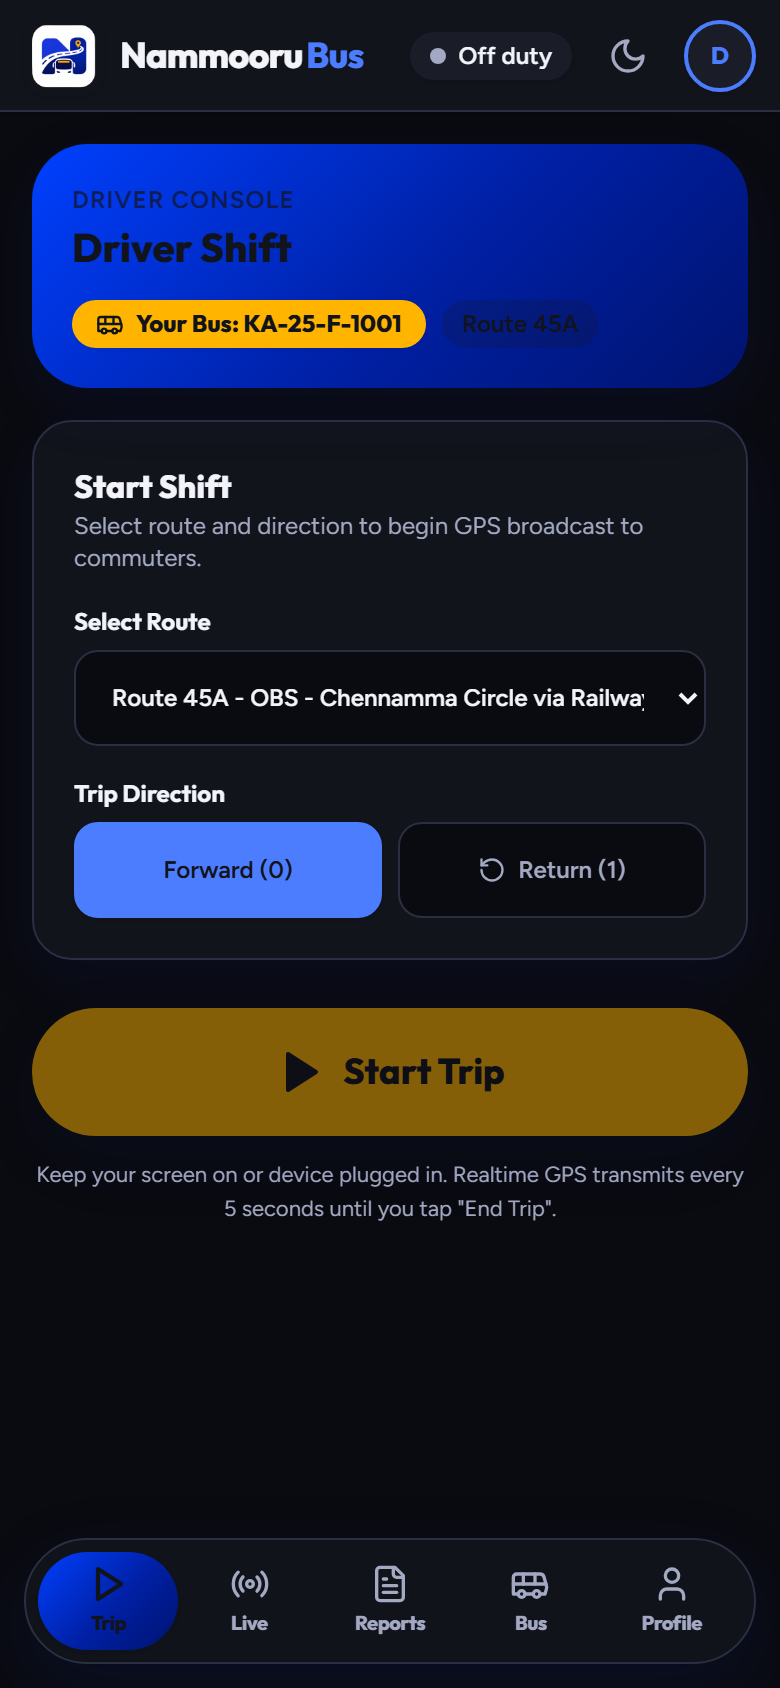 Nammooru Bus
Off duty
D
DRIVER CONSOLE
Driver Shift
Your Bus: KA-25-F-1001
Route 45A
Start Shift
Select route and direction to begin GPS broadcast to
commuters.
Select Route
Route 45A - OBS - Chennamma Circle via Railway
Trip Direction
Forward (0)
Return (1)
Start Trip
Keep your screen on or device plugged in. Realtime GPS transmits every
5 seconds until you tap "End Trip".
Trip
Live
Reports
Bus
Profile